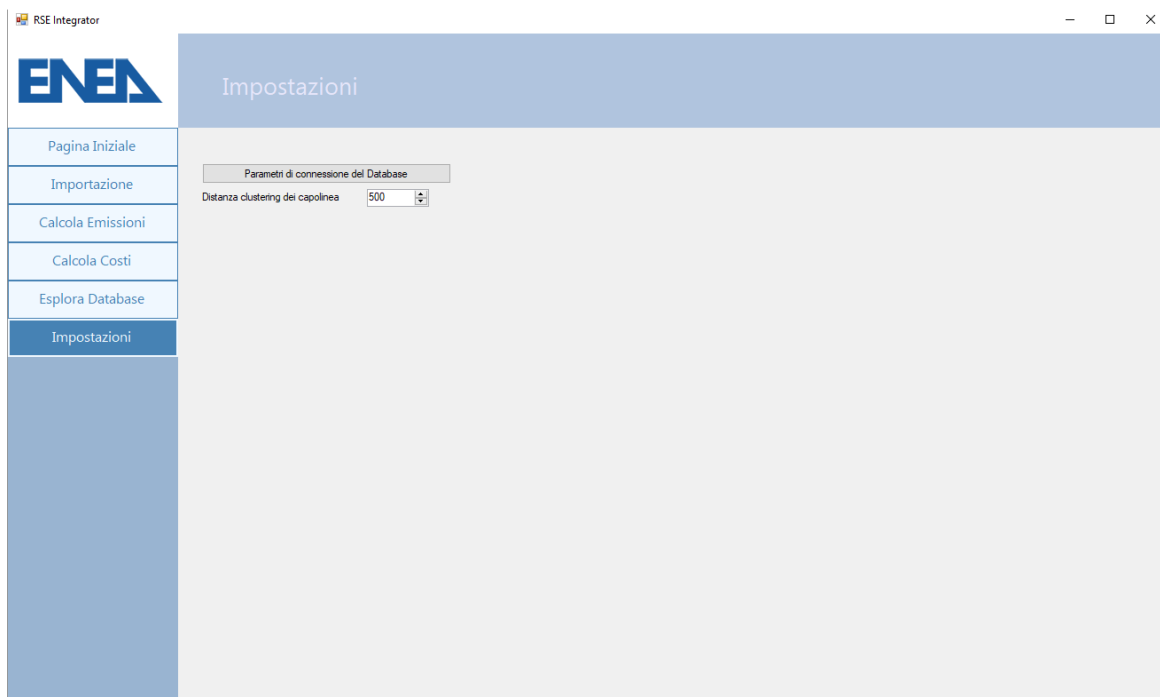 RSE Integrator
ENEA
Impostazioni
Pagina Iniziale
Importazione
Calcola Emissioni
Calcola Costi
Esplora Database
Impostazioni
Parametri di connessione del Database
Distanza clustering dei capolinea 500